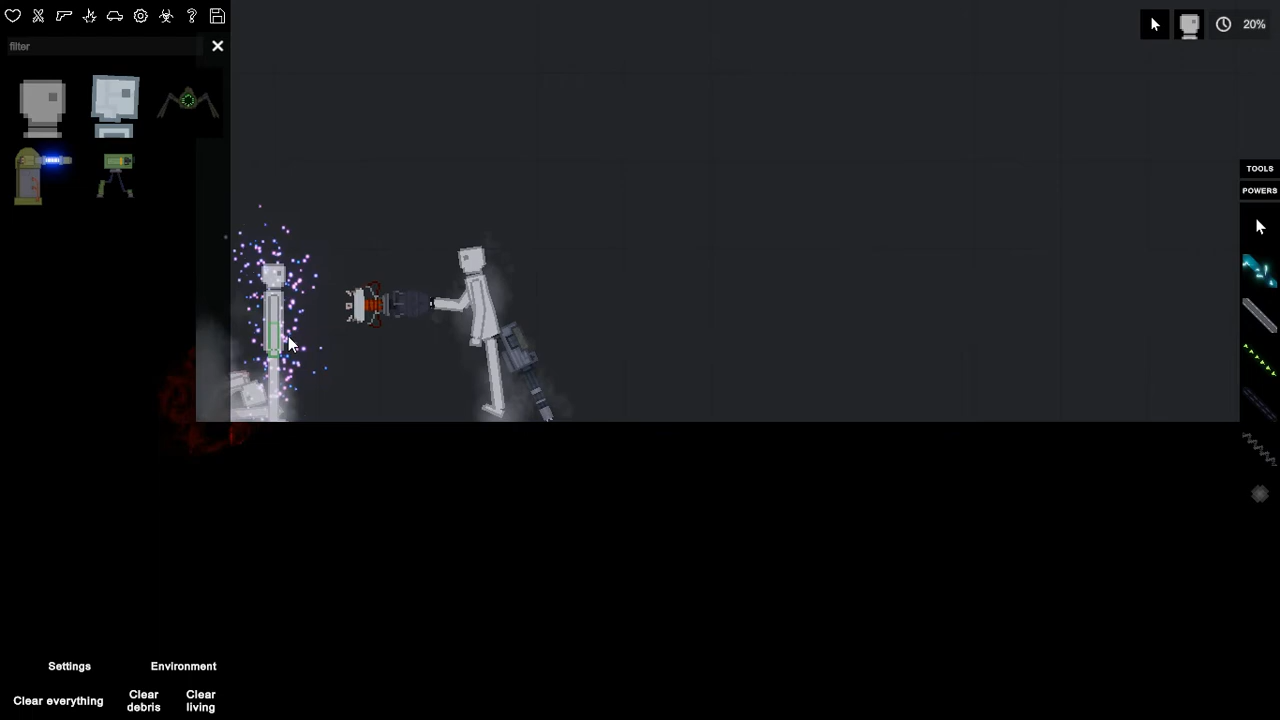 filter
20%
TOOLS
POWERS
Settings
Environment
Clear everything
Clear debris
Clear living